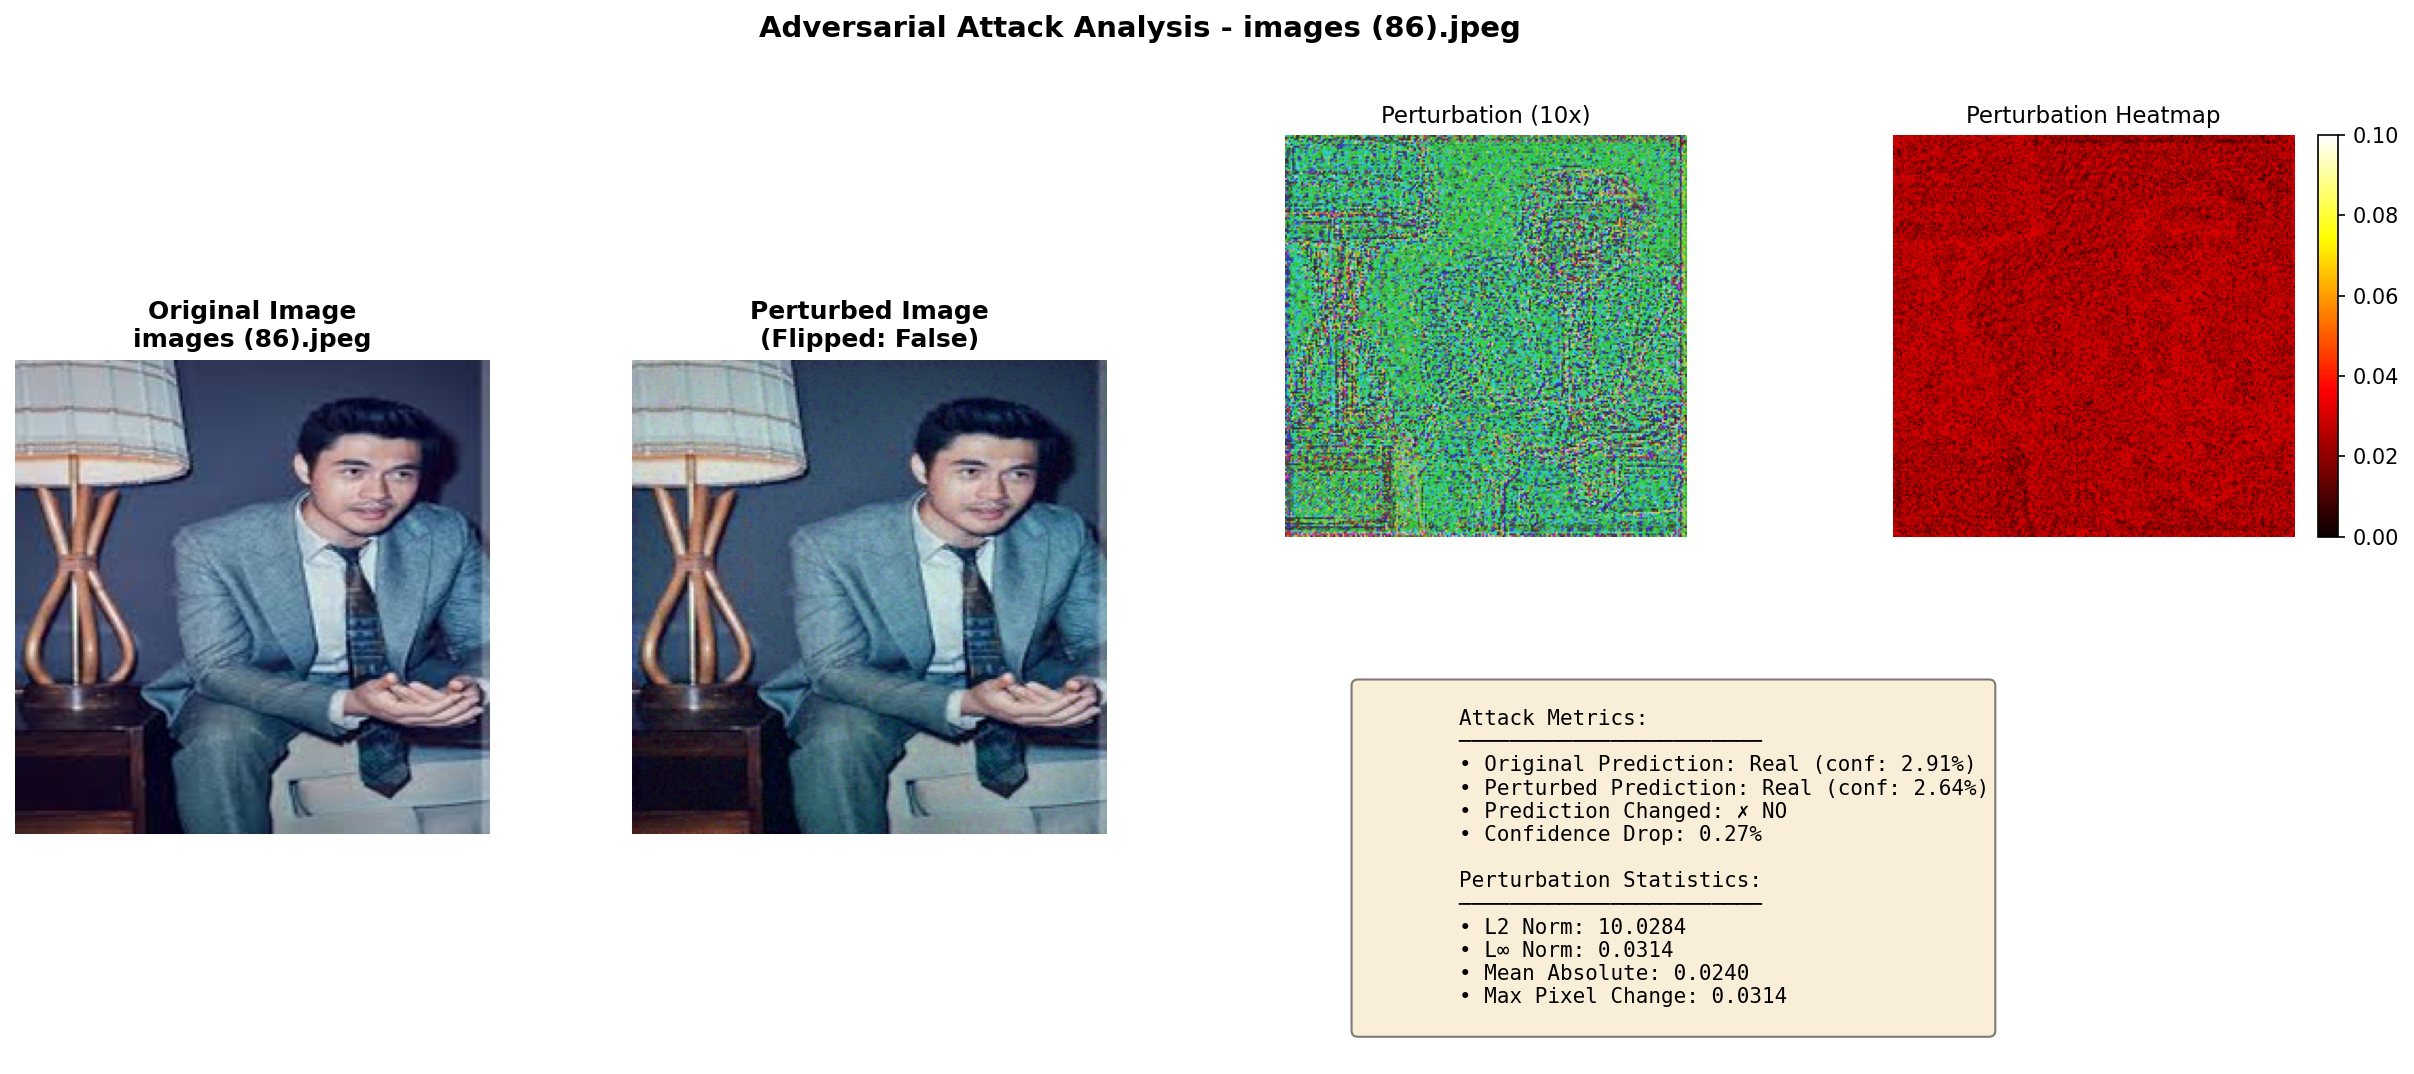 Adversarial Attack Analysis - images (86).jpeg
Original Image
images (86).jpeg
Perturbed Image
(Flipped: False)
Perturbation (10x)
Perturbation Heatmap
0.10
0.08
0.06
0.04
0.02
0.00
Attack Metrics:
• Original Prediction: Real (conf: 2.91%)
• Perturbed Prediction: Real (conf: 2.64%)
• Prediction Changed: ✗ NO
• Confidence Drop: 0.27%
Perturbation Statistics:
• L2 Norm: 10.0284
• L∞ Norm: 0.0314
• Mean Absolute: 0.0240
• Max Pixel Change: 0.0314